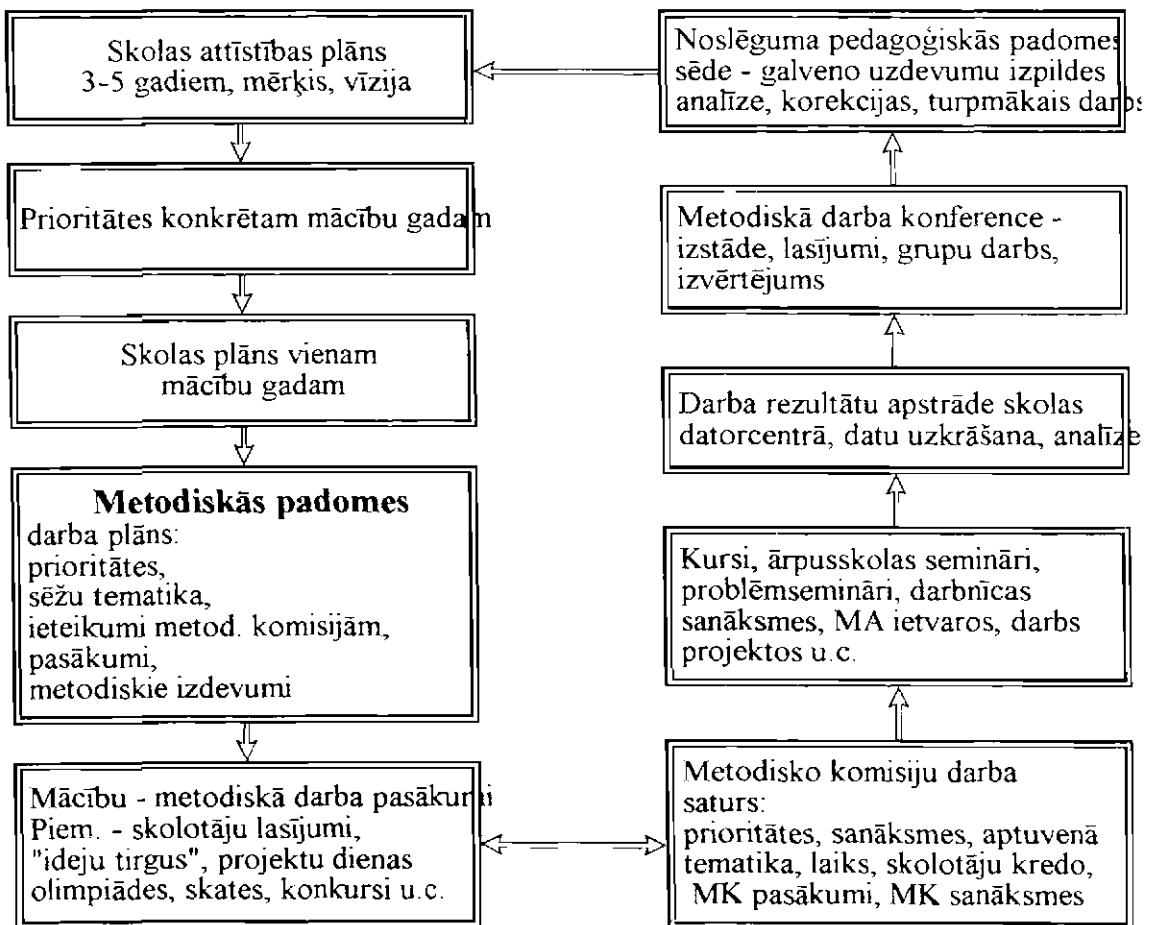 Skolas attīstības plāns
3-5 gadiem, mērķis, vīzija
Prioritātes konkrētam mācību gadam
Skolas plāns vienam
mācību gadam
Metodiskās padomes
darba plāns:
prioritātes,
sēžu tematika,
ieteikumi metod. komisijām,
pasākumi,
metodiskie izdevumi
Mācību - metodiskā darba pasākumi
Piem. - skolotāju lasījumi,
"ideju tirgus", projektu dienas
olimpiādes, skates, konkursi u.c.
Noslēguma pedagoģiskās padomes
sēde - galveno uzdevumu izpildes
analīze, korekcijas, turpmākais darbs
Metodiskā darba konference -
izstāde, lasījumi, grupu darbs,
izvērtējums
Darba rezultātu apstrāde skolas
datorcentrā, datu uzkrāšana, analīze
Kursi, ārpusskolas semināri,
problēmsemināri, darbnīcas
sanāksmes, MA ietvaros, darbs
projektos u.c.
Metodisko komisiju darba
saturs:
prioritātes, sanāksmes, aptuvenā
tematika, laiks, skolotāju kredo,
MK pasākumi, MK sanāksmes